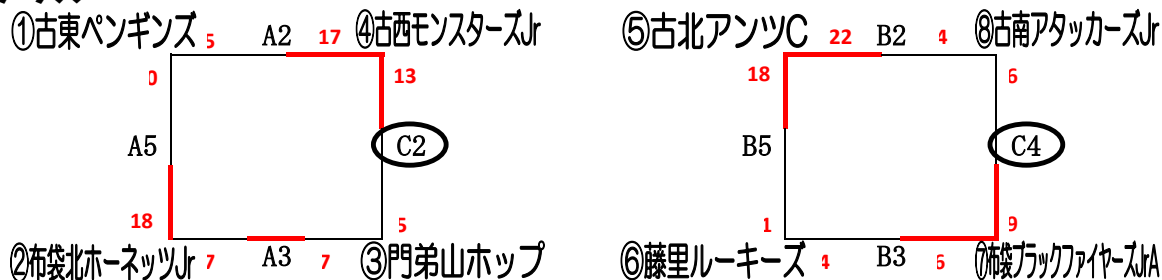 ①古東ペンギンズ 5 A2 17 ④古西モンスターズJr
0 13
A5 C2
18 5
②布袋北ホーネッツJr 7 A3 7 ③門弟山ホップ
⑤古北アンツC 22 B2 4 ⑧古南アタッカーズJr
18 6
B5 C4
1 9
⑥藤里ルーキーズ 4 B3 6 ⑦布袋ブラックファイヤーズJrA